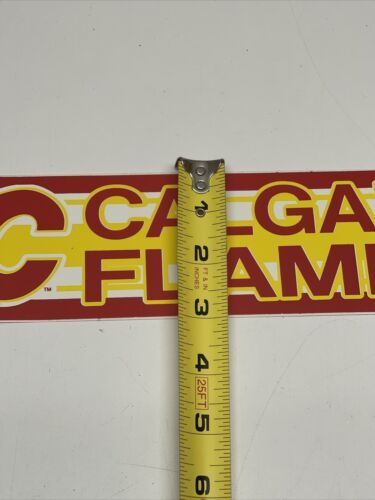 C CALGA
FLAM
TM
1
2
FT & IN
INCHES
3
4
25FT
5
6